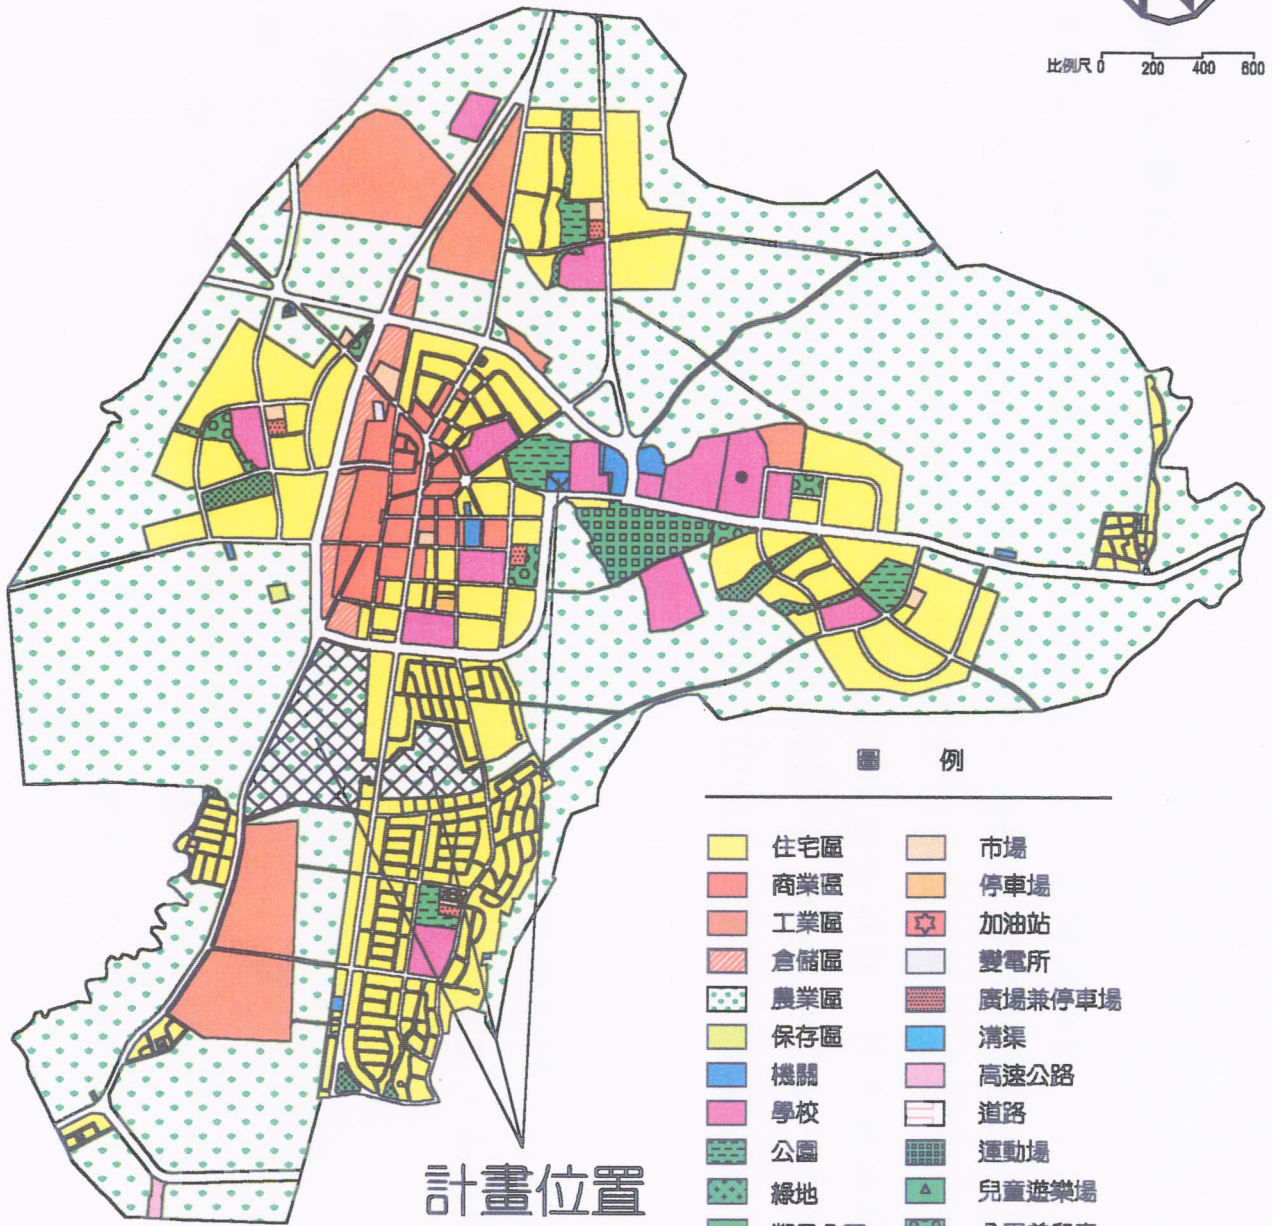 比例尺 0 200 400 600
圖 例
住宅區 市場
商業區 停車場
工業區 加油站
倉儲區 變電所
農業區 廣場兼停車場
保存區 溝渠
機關 高速公路
學校 道路
公園 運動場
綠地 兒童遊樂場
計畫位置